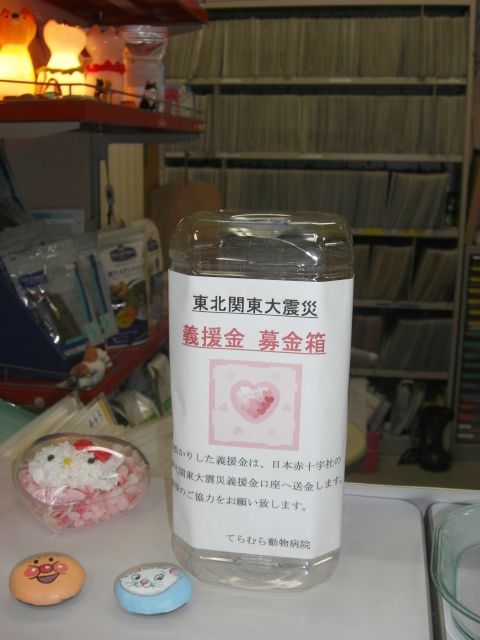 東北関東大震災
義援金 募金箱
かりした義援金は、日本赤十字社の
関東大震災義援金口座へ送金します。
のご協力をお願い致します。
てらむら動物病院